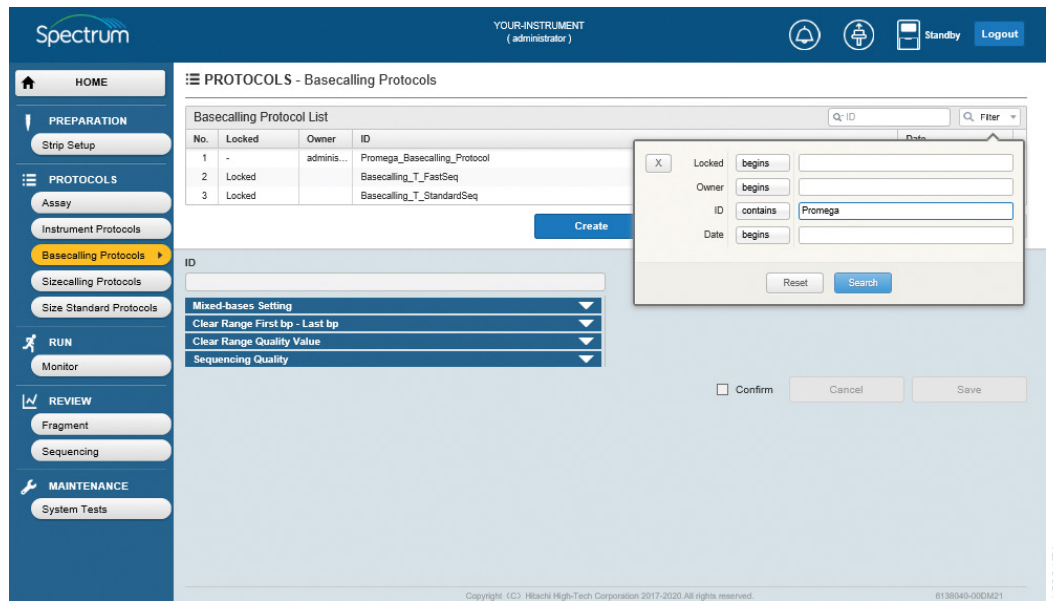 Spectrum
YOUR-INSTRUMENT
( administrator )
Standby
Logout
HOME
PREPARATION
Strip Setup
PROTOCOLS
Assay
Instrument Protocols
Basecalling Protocols
Sizecalling Protocols
Size Standard Protocols
RUN
Monitor
REVIEW
Fragment
Sequencing
MAINTENANCE
System Tests
PROTOCOLS - Basecalling Protocols
Basecalling Protocol List
ID
Filter
No. Locked Owner ID Date
1 - adminis... Promega_Basecalling_Protocol
2 Locked Basecalling_T_FastSeq
3 Locked Basecalling_T_StandardSeq
Create
X Locked begins
Owner begins
ID contains Promega
Date begins
Reset Search
ID
Mixed-bases Setting
Clear Range First bp - Last bp
Clear Range Quality Value
Sequencing Quality
Confirm Cancel Save
Copyright (C) Hitachi High-Tech Corporation 2017-2020.All rights reserved.
6138040-00DM21